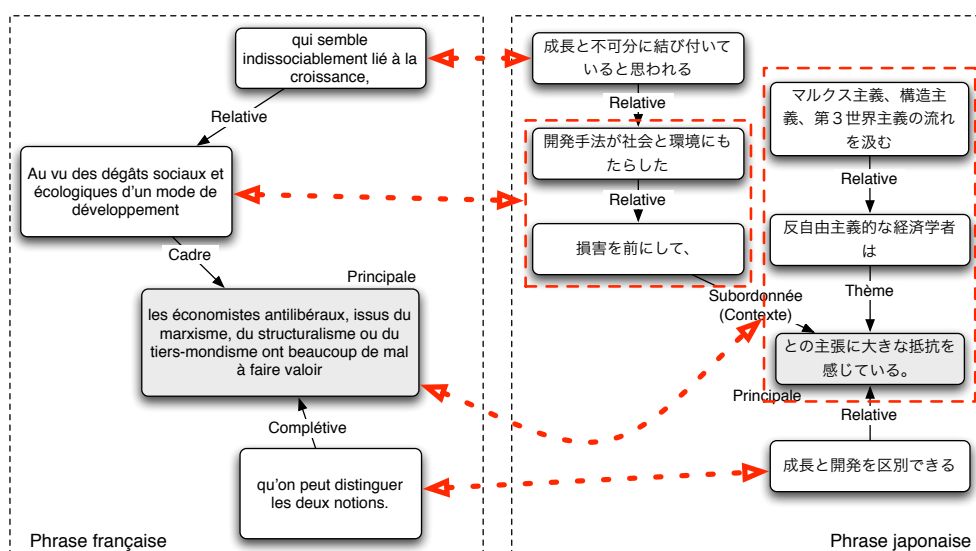 qui semble
indissociablement lié à la
croissance,
Relative
Au vu des dégâts sociaux et
écologiques d'un mode de
développement
Cadre
Principale
les économistes antilibéraux, issus du
marxisme, du structuralisme ou du
tiers-mondisme ont beaucoup de mal
à faire valoir
Complétive
qu'on peut distinguer
les deux notions.
Phrase française
成長と不可分に結び付いて
いると思われる
Relative
開発手法が社会と環境にも
たらした
Relative
損害を前にして、
Subordonnée
(Contexte)
マルクス主義、構造主
義、第３世界主義の流れ
を汲む
Relative
反自由主義的な経済学者
は
Thème
との主張に大きな抵抗を
感じている。
Principale
Relative
成長と開発を区別できる
Phrase japonaise